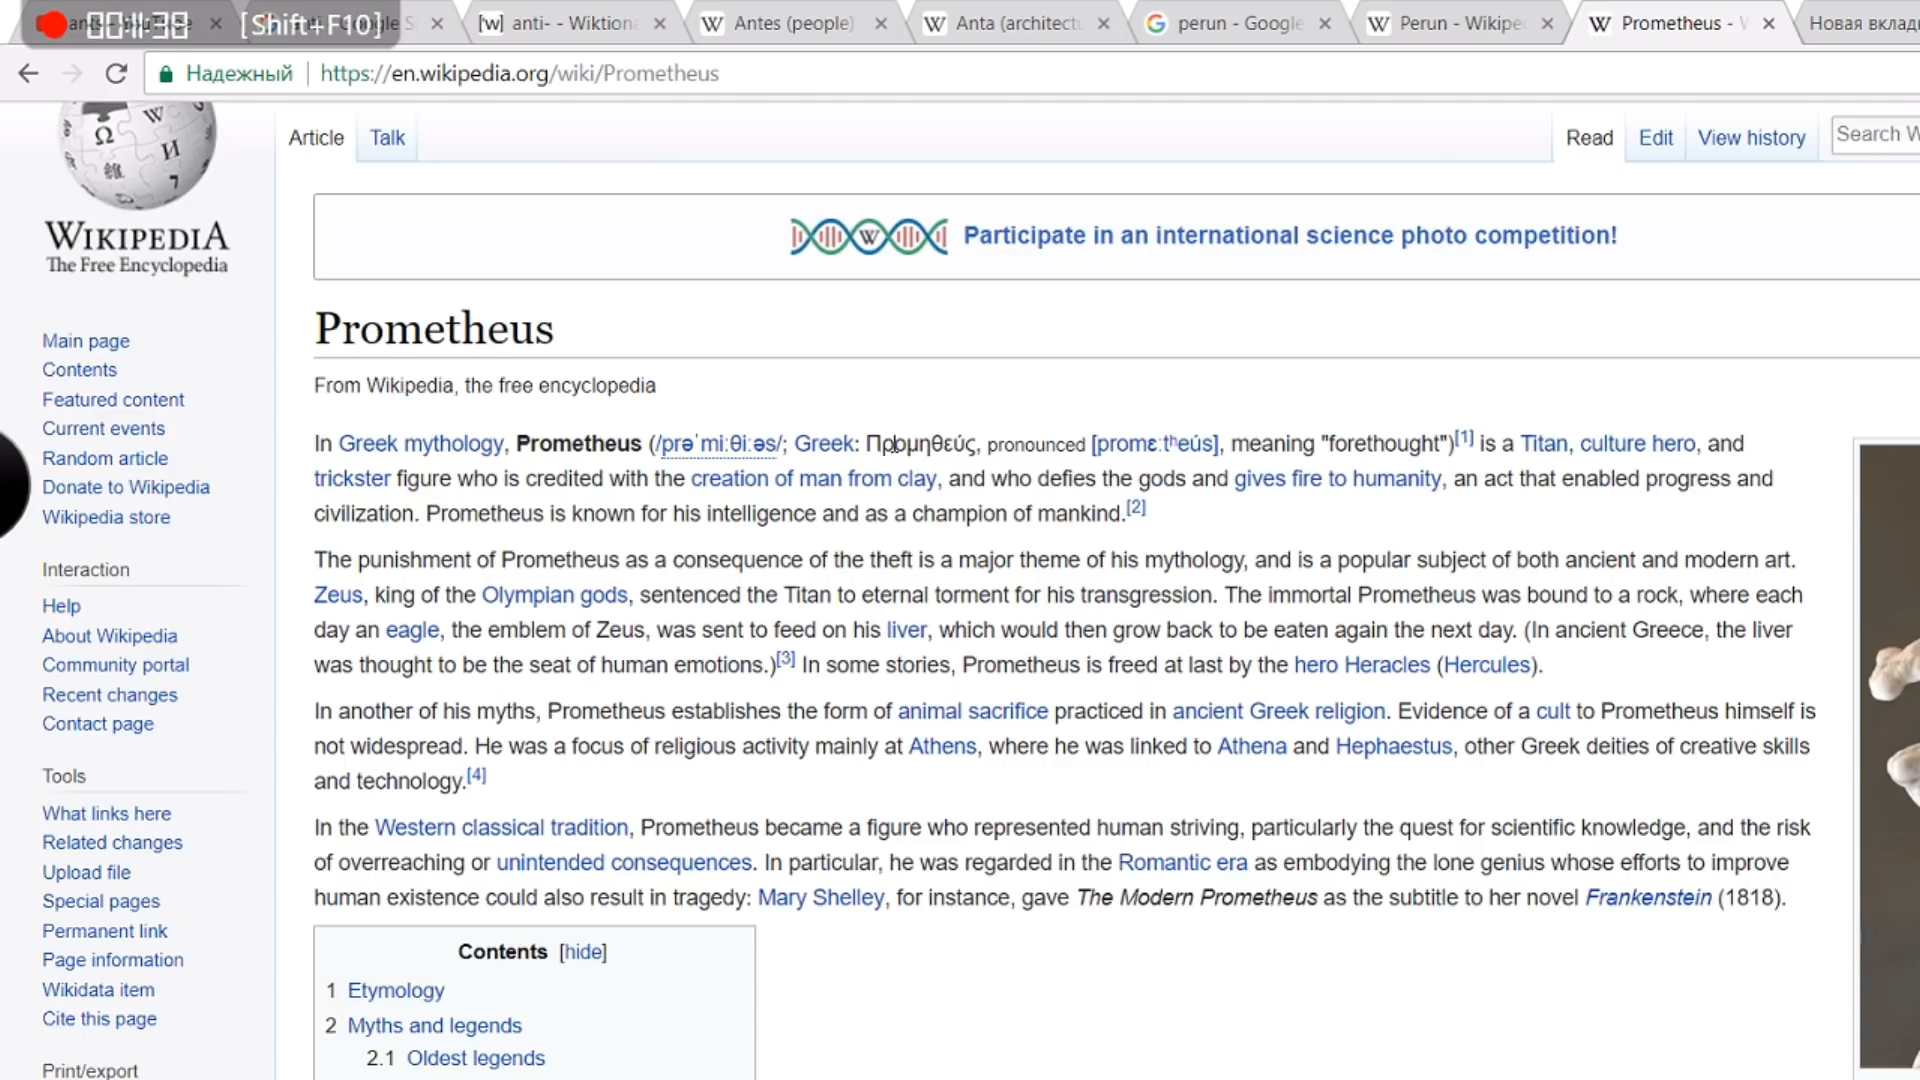 00:11:30 [Shift+F10]
anti- - Wiktion
Antes (people)
Anta (architectu
perun - Google
Perun - Wikipe
Prometheus - W
Новая вклад
Надежный https://en.wikipedia.org/wiki/Prometheus
WIKIPEDIA
The Free Encyclopedia
Article Talk Read Edit View history Search W
Participate in an international science photo competition!
Main page
Contents
Featured content
Current events
Random article
Donate to Wikipedia
Wikipedia store
Interaction
Help
About Wikipedia
Community portal
Recent changes
Contact page
Tools
What links here
Related changes
Upload file
Special pages
Permanent link
Page information
Wikidata item
Cite this page
Print/export
Prometheus
From Wikipedia, the free encyclopedia
In Greek mythology, Prometheus (/prəˈmiːθiːəs/; Greek: Προμηθεύς, pronounced [promɛːtʰeús], meaning "forethought")[1] is a Titan, culture hero, and
trickster figure who is credited with the creation of man from clay, and who defies the gods and gives fire to humanity, an act that enabled progress and
civilization. Prometheus is known for his intelligence and as a champion of mankind.[2]
The punishment of Prometheus as a consequence of the theft is a major theme of his mythology, and is a popular subject of both ancient and modern art.
Zeus, king of the Olympian gods, sentenced the Titan to eternal torment for his transgression. The immortal Prometheus was bound to a rock, where each
day an eagle, the emblem of Zeus, was sent to feed on his liver, which would then grow back to be eaten again the next day. (In ancient Greece, the liver
was thought to be the seat of human emotions.)[3] In some stories, Prometheus is freed at last by the hero Heracles (Hercules).
In another of his myths, Prometheus establishes the form of animal sacrifice practiced in ancient Greek religion. Evidence of a cult to Prometheus himself is
not widespread. He was a focus of religious activity mainly at Athens, where he was linked to Athena and Hephaestus, other Greek deities of creative skills
and technology.[4]
In the Western classical tradition, Prometheus became a figure who represented human striving, particularly the quest for scientific knowledge, and the risk
of overreaching or unintended consequences. In particular, he was regarded in the Romantic era as embodying the lone genius whose efforts to improve
human existence could also result in tragedy: Mary Shelley, for instance, gave The Modern Prometheus as the subtitle to her novel Frankenstein (1818).
Contents [hide]
1 Etymology
2 Myths and legends
2.1 Oldest legends